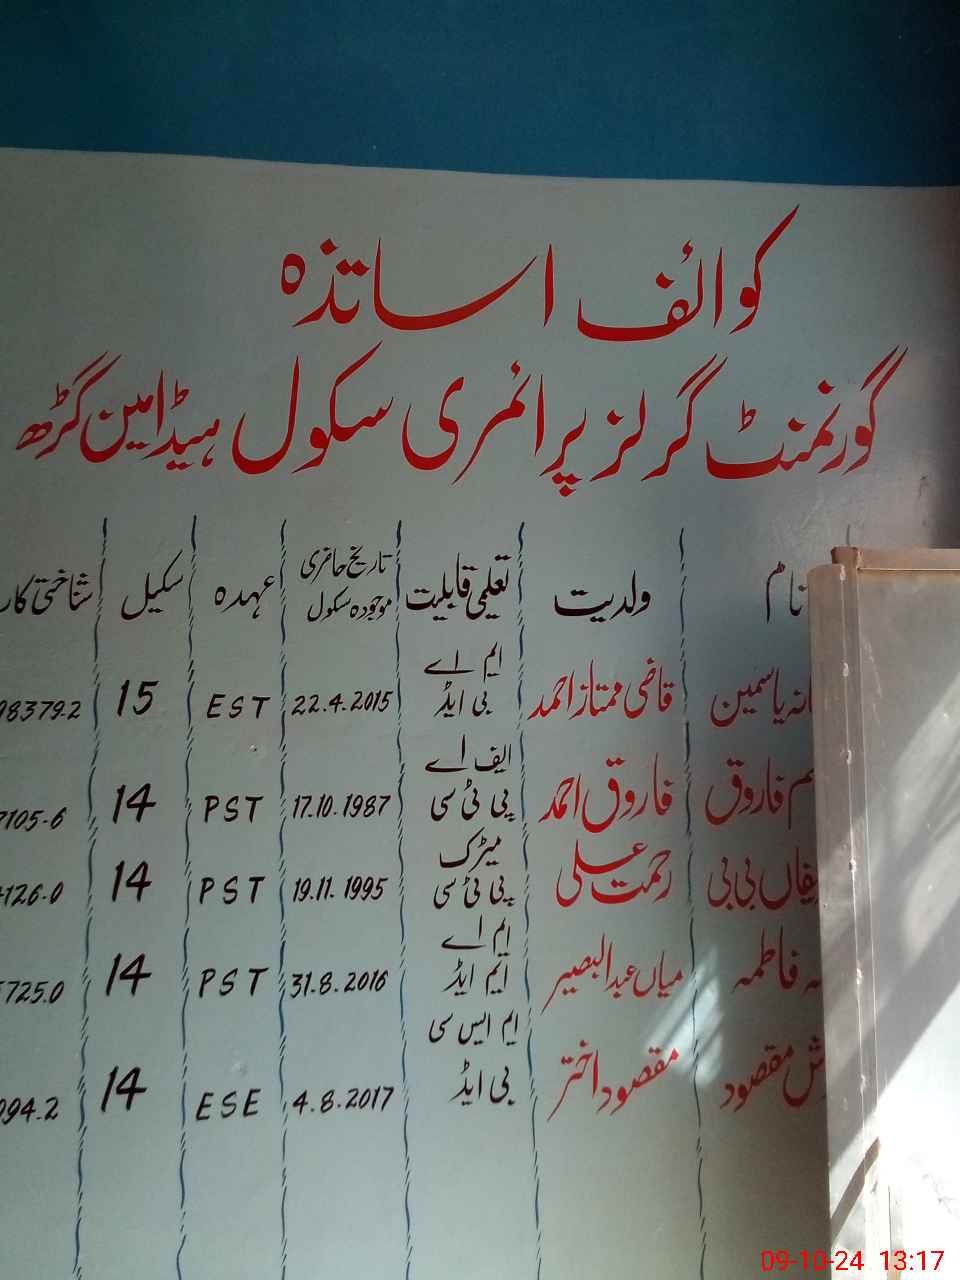 کوائف اساتذہ
گورنمنٹ گرلز پرائمری سکول ہیڈ امین گڑھ
نام ولدیت تعلیمی قابلیت تاریخ حاضری موجودہ سکول عہدہ سکیل شناختی کار
یاسمین قاضی ممتاز احمد ایم اے بی ایڈ 22.4.2015 EST 15 98379-2
فاروق فاروق احمد ایف اے پی ٹی سی 17.10.1987 PST 14 7105-6
بی بی رحمت علی میٹرک پی ٹی سی 19.11.1995 PST 14 126-0
فاطمہ میاں عبدالبصیر ایم اے ایم ایڈ 31-8-2016 PST 14 725-0
مقصود مقصود اختر ایم ایس سی بی ایڈ 4.8.2017 ESE 14 094-2
09-10-24 13:17